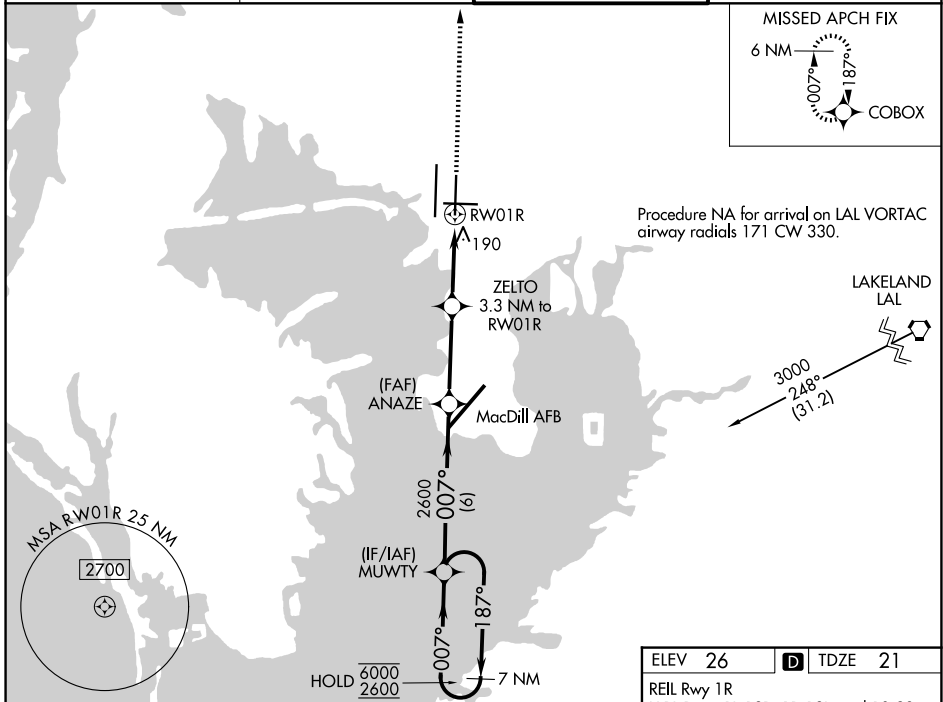 MISSED APCH FIX
6 NM
007°
187°
COBOX
RW01R
190
Procedure NA for arrival on LAL VORTAC
airway radials 171 CW 330.
ZELTO
3.3 NM to
RW01R
LAKELAND
LAL
3000
248°
(31.2)
(FAF)
ANAZE
MacDill AFB
2600
007°
(6)
MSA RW01R 25 NM
2700
(IF/IAF)
MUWTY
187°
007°
HOLD 6000
2600
7 NM
ELEV 26 D TDZE 21
REIL Rwy 1R